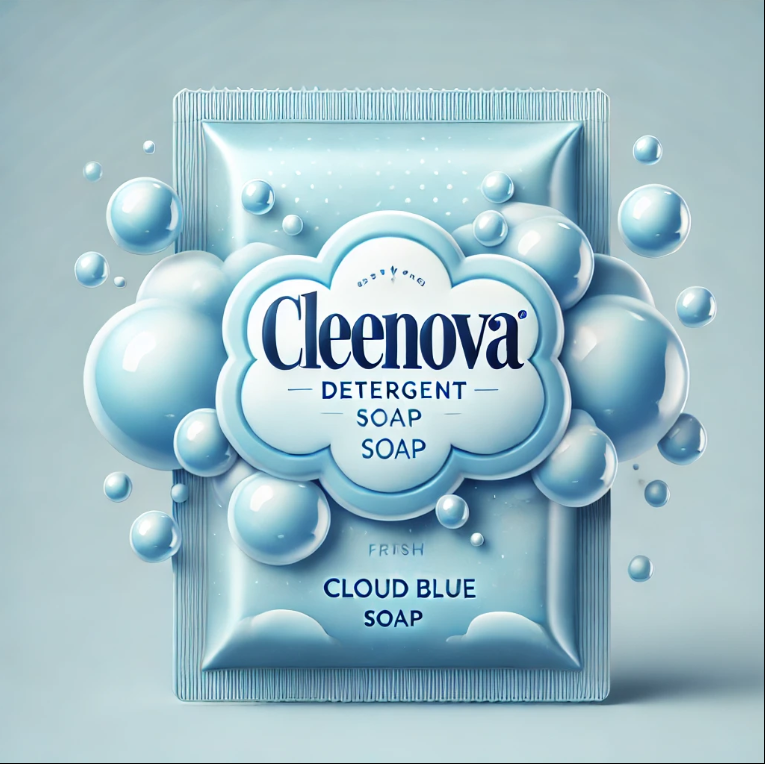 Cleenova
DETERGENT
SOAP
SOAP
FRISH
CLOUD BLUE
SOAP